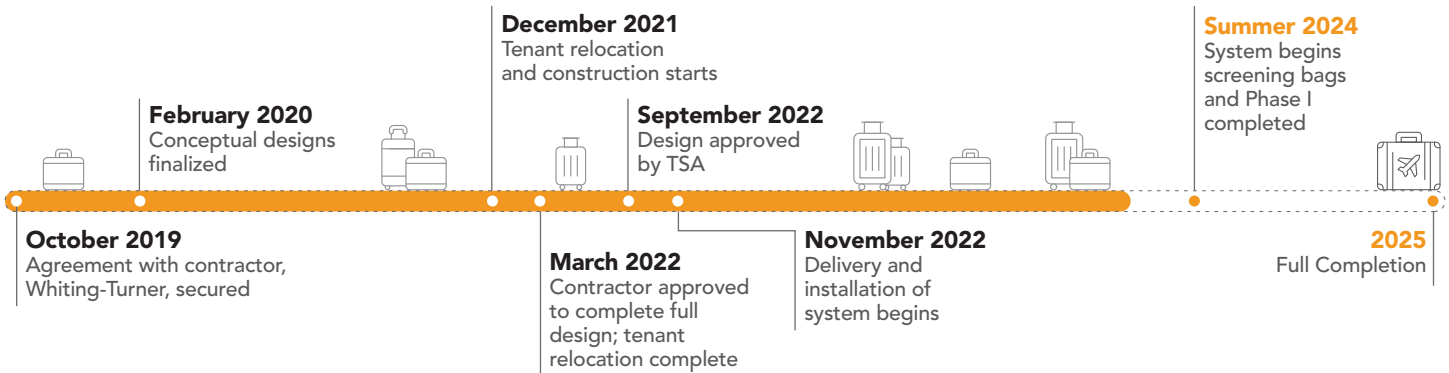 October 2019
Agreement with contractor,
Whiting-Turner, secured
February 2020
Conceptual designs
finalized
December 2021
Tenant relocation
and construction starts
March 2022
Contractor approved
to complete full
design; tenant
relocation complete
September 2022
Design approved
by TSA
November 2022
Delivery and
installation of
system begins
Summer 2024
System begins
screening bags
and Phase I
completed
2025
Full Completion